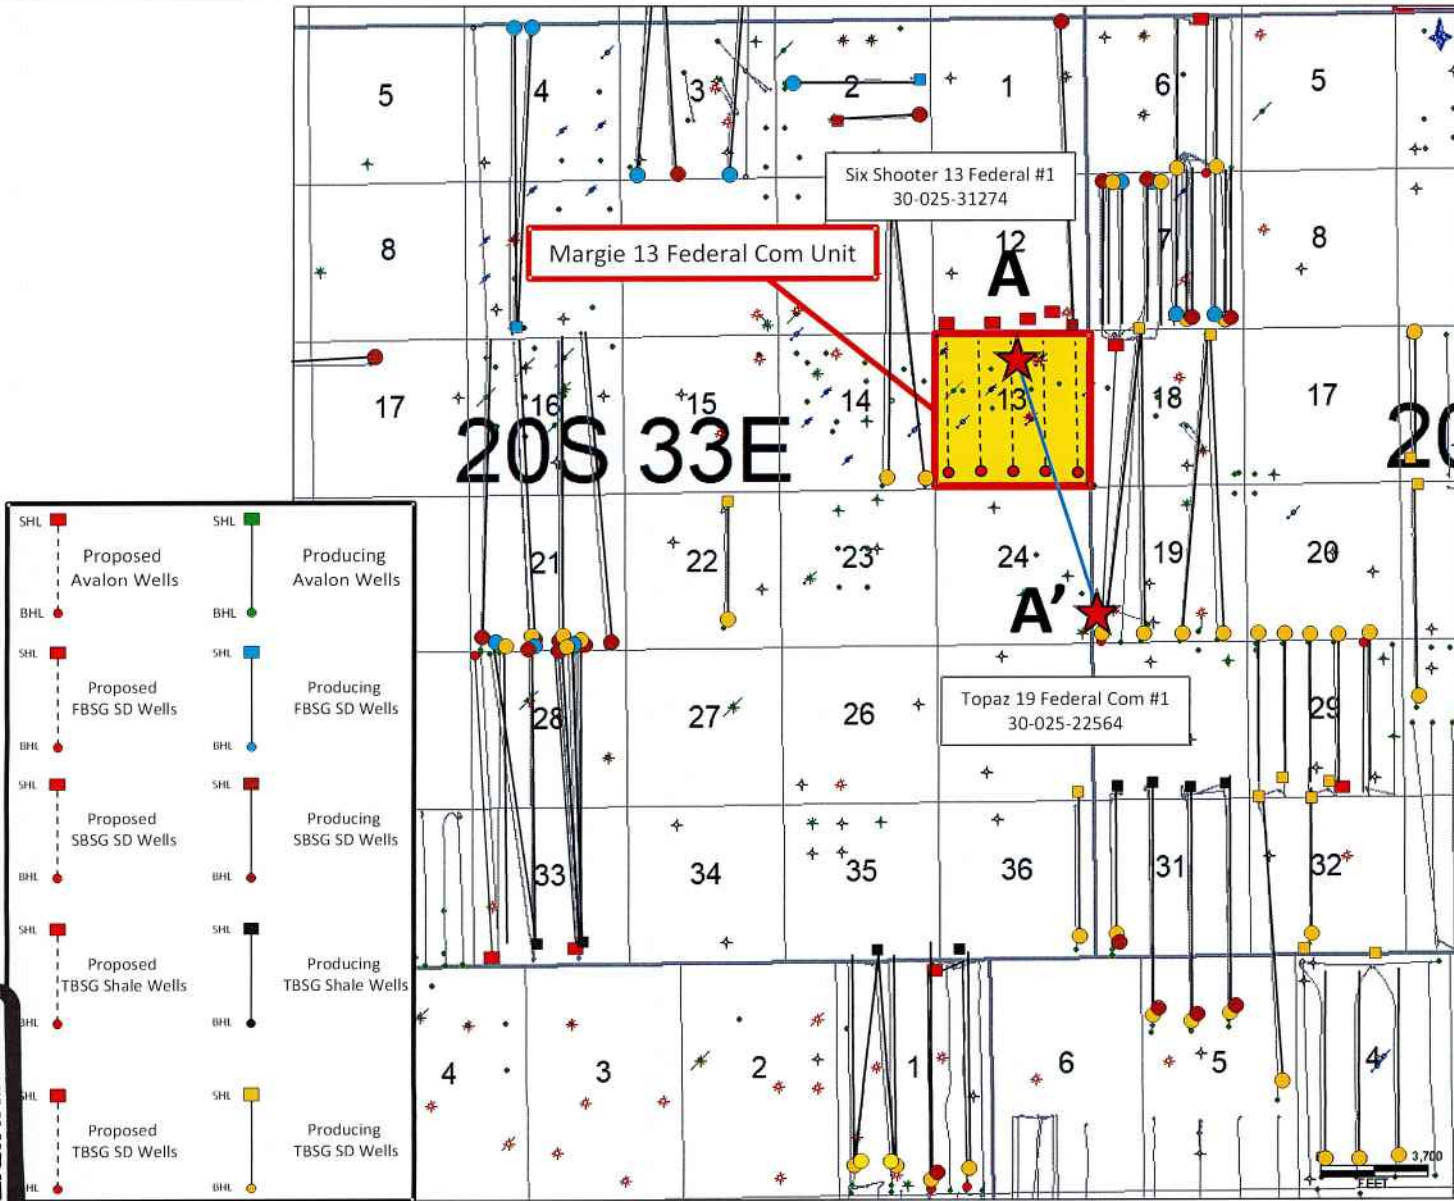 5
4
3
2
1
6
5
Six Shooter 13 Federal #1
30-025-31274
8
Margie 13 Federal Com Unit
12
A
7
8
17
16
15
14
13
18
17
20S 33E
20
21
22
23
24
19
20
A'
28
27
26
Topaz 19 Federal Com #1
30-025-22564
29
33
34
35
36
31
32
4
3
2
1
6
5
4
3,700
FEET
SHL
Proposed
Avalon Wells
BHL
SHL
Producing
Avalon Wells
BHL
SHL
Proposed
FBSG SD Wells
BHL
SHL
Producing
FBSG SD Wells
BHL
SHL
Proposed
SBSG SD Wells
BHL
SHL
Producing
SBSG SD Wells
BHL
SHL
Proposed
TBSG Shale Wells
BHL
SHL
Producing
TBSG Shale Wells
BHL
SHL
Proposed
TBSG SD Wells
BHL
SHL
Producing
TBSG SD Wells
BHL